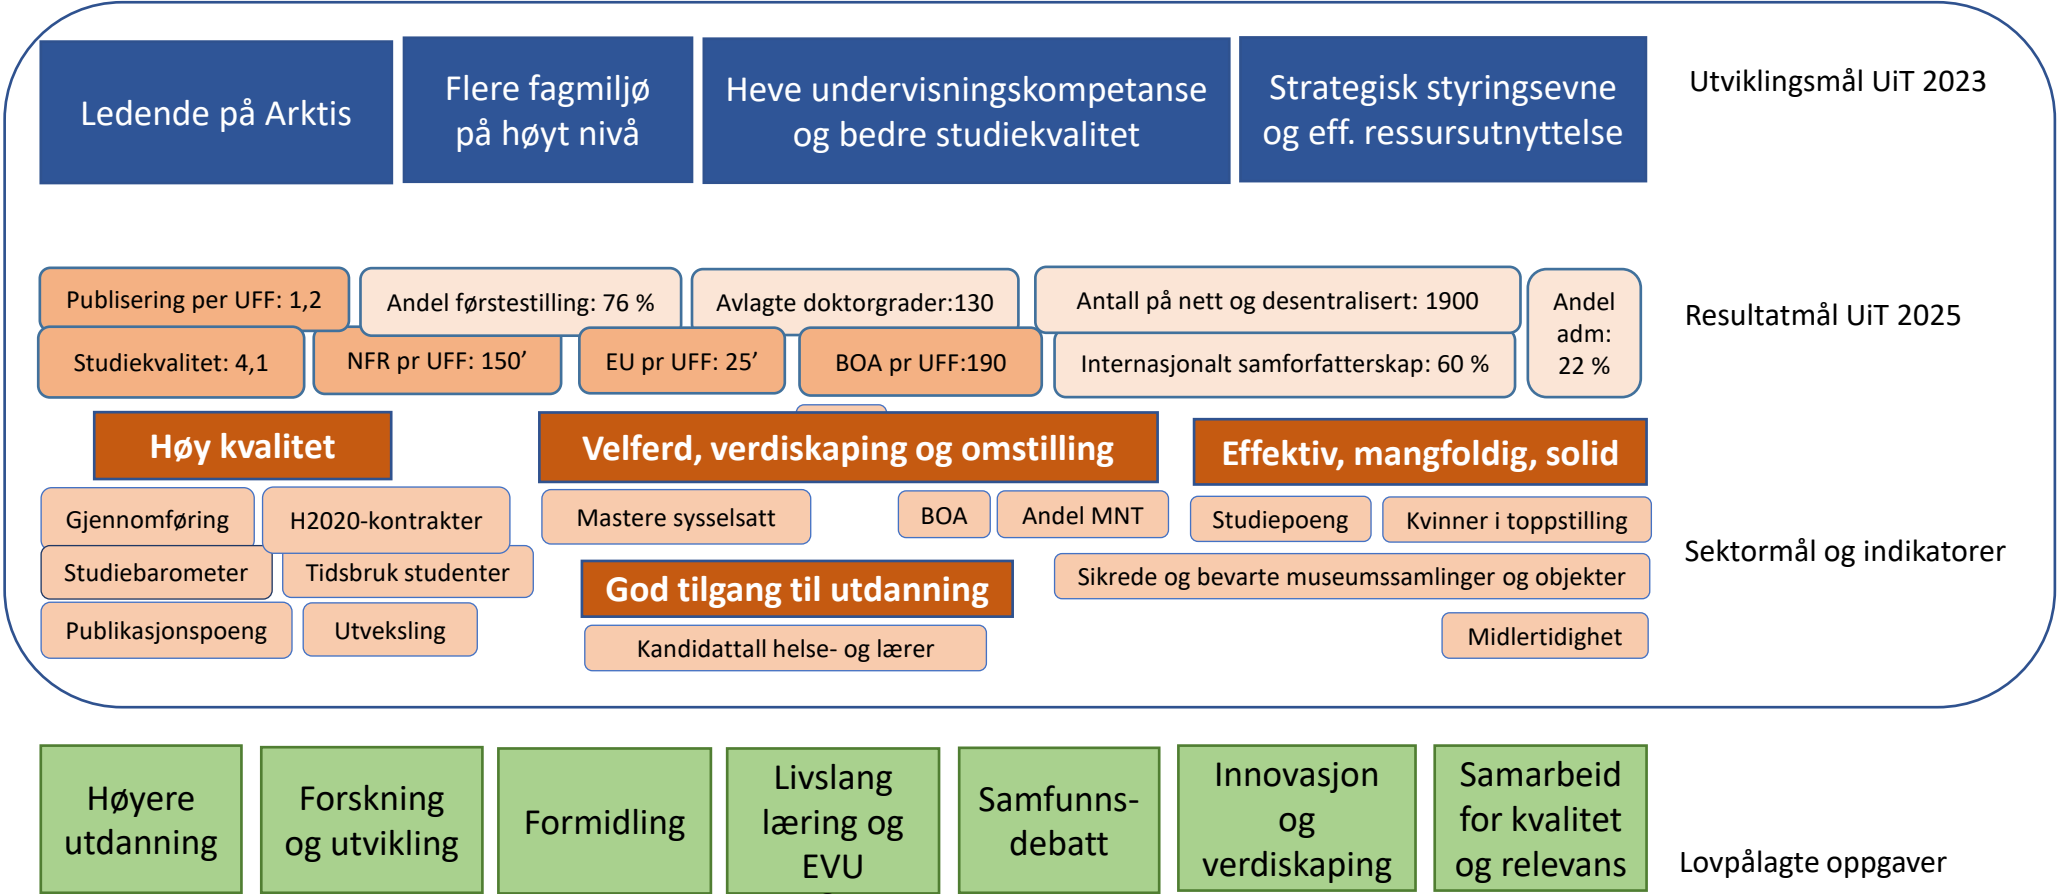 Ledende på Arktis
Flere fagmiljø
på høyt nivå
Heve undervisningskompetanse
og bedre studiekvalitet
Strategisk styringsevne
og eff. ressursutnyttelse
Utviklingsmål UiT 2023
Publisering per UFF: 1,2
Andel førstestilling: 76 %
Avlagte doktorgrader:130
Antall på nett og desentralisert: 1900
Andel
adm:
22 %
Resultatmål UiT 2025
Studiekvalitet: 4,1
NFR pr UFF: 150’
EU pr UFF: 25’
BOA pr UFF:190
Internasjonalt samforfatterskap: 60 %
Høy kvalitet
Velferd, verdiskaping og omstilling
Effektiv, mangfoldig, solid
Gjennomføring
H2020-kontrakter
Mastere sysselsatt
BOA
Andel MNT
Studiepoeng
Kvinner i toppstilling
Sektormål og indikatorer
Studiebarometer
Tidsbruk studenter
God tilgang til utdanning
Sikrede og bevarte museumssamlinger og objekter
Publikasjonspoeng
Utveksling
Kandidattall helse- og lærer
Midlertidighet
Høyere
utdanning
Forskning
og utvikling
Formidling
Livslang
læring og
EVU
Samfunns-
debatt
Innovasjon
og
verdiskaping
Samarbeid
for kvalitet
og relevans
Lovpålagte oppgaver